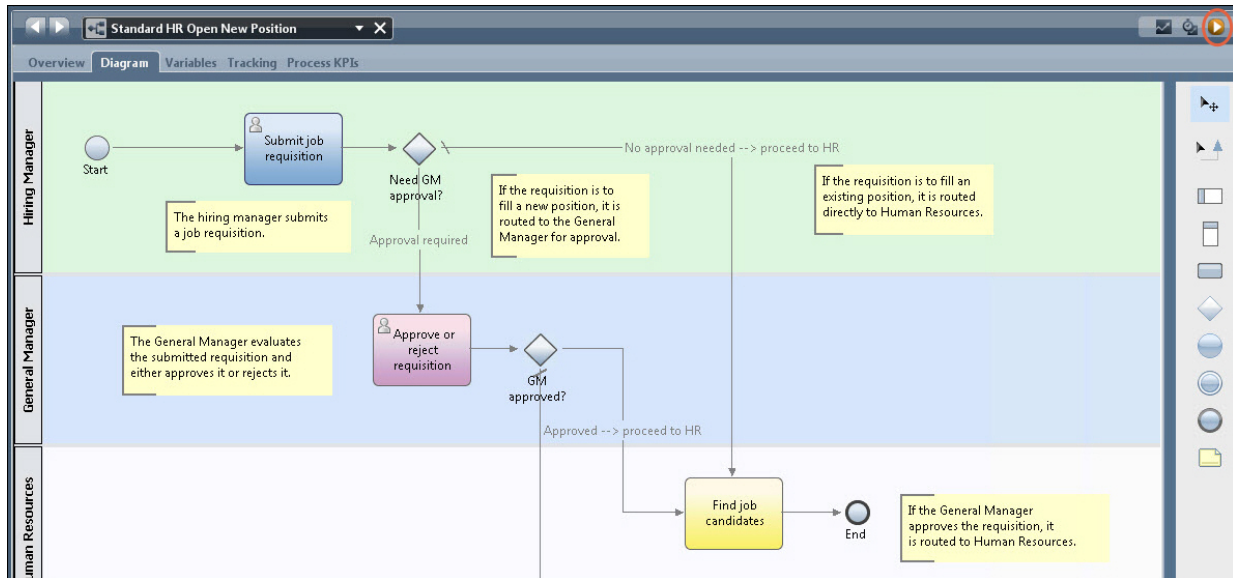 Standard HR Open New Position
Overview Diagram Variables Tracking Process KPIs
Hiring Manager
Start
Submit job
requisition
Need GM
approval?
No approval needed --> proceed to HR
The hiring manager submits
a job requisition.
If the requisition is to
fill a new position, it is
routed to the General
Manager for approval.
If the requisition is to fill an
existing position, it is routed
directly to Human Resources.
Approval required
General Manager
The General Manager evaluates
the submitted requisition and
either approves it or rejects it.
Approve or
reject
requisition
GM
approved?
Approved --> proceed to HR
uman Resources
Find job
candidates
End
If the General Manager
approves the requisition, it
is routed to Human Resources.